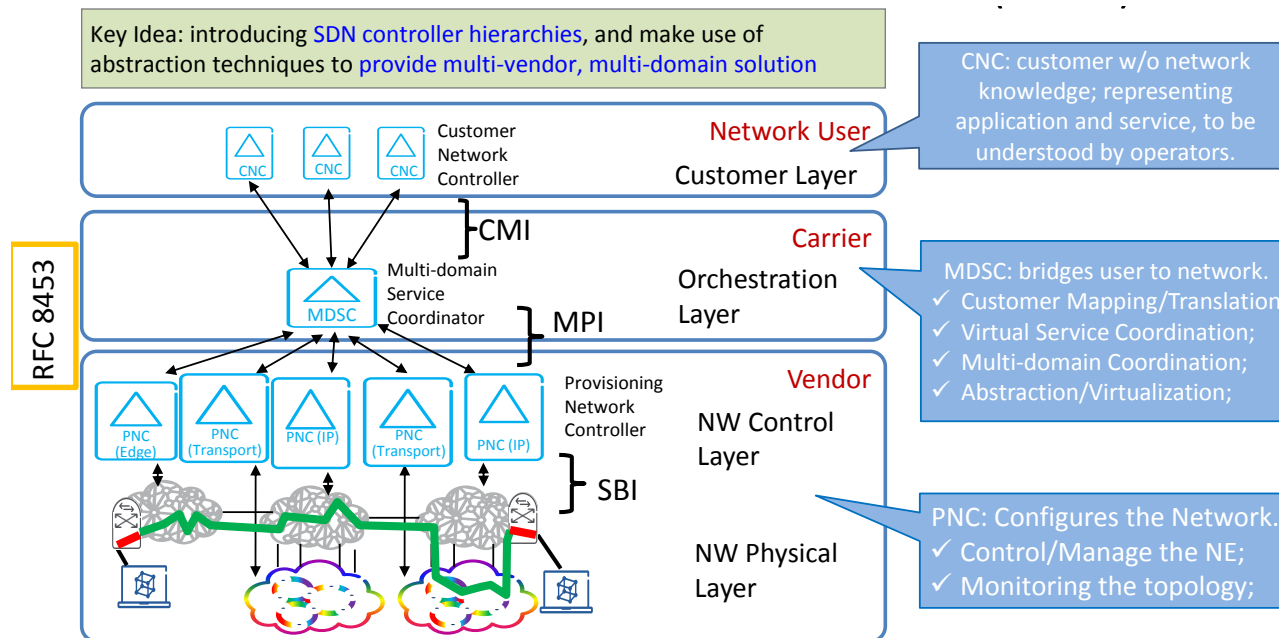 Key Idea: introducing SDN controller hierarchies, and make use of
abstraction techniques to provide multi-vendor, multi-domain solution
CNC: customer w/o network
knowledge; representing
application and service, to be
understood by operators.
Network User
Customer Layer
Customer
Network
Controller
CNC
CNC
CNC
CMI
RFC 8453
Carrier
Orchestration
Layer
Multi-domain
Service
Coordinator
MDSC
MPI
MDSC: bridges user to network.
✓ Customer Mapping/Translation
✓ Virtual Service Coordination;
✓ Multi-domain Coordination;
✓ Abstraction/Virtualization;
Vendor
Provisioning
Network
Controller
NW Control
Layer
PNC
(Edge)
PNC
(Transport)
PNC (IP)
PNC
(Transport)
PNC (IP)
SBI
NW Physical
Layer
PNC: Configures the Network.
✓ Control/Manage the NE;
✓ Monitoring the topology;